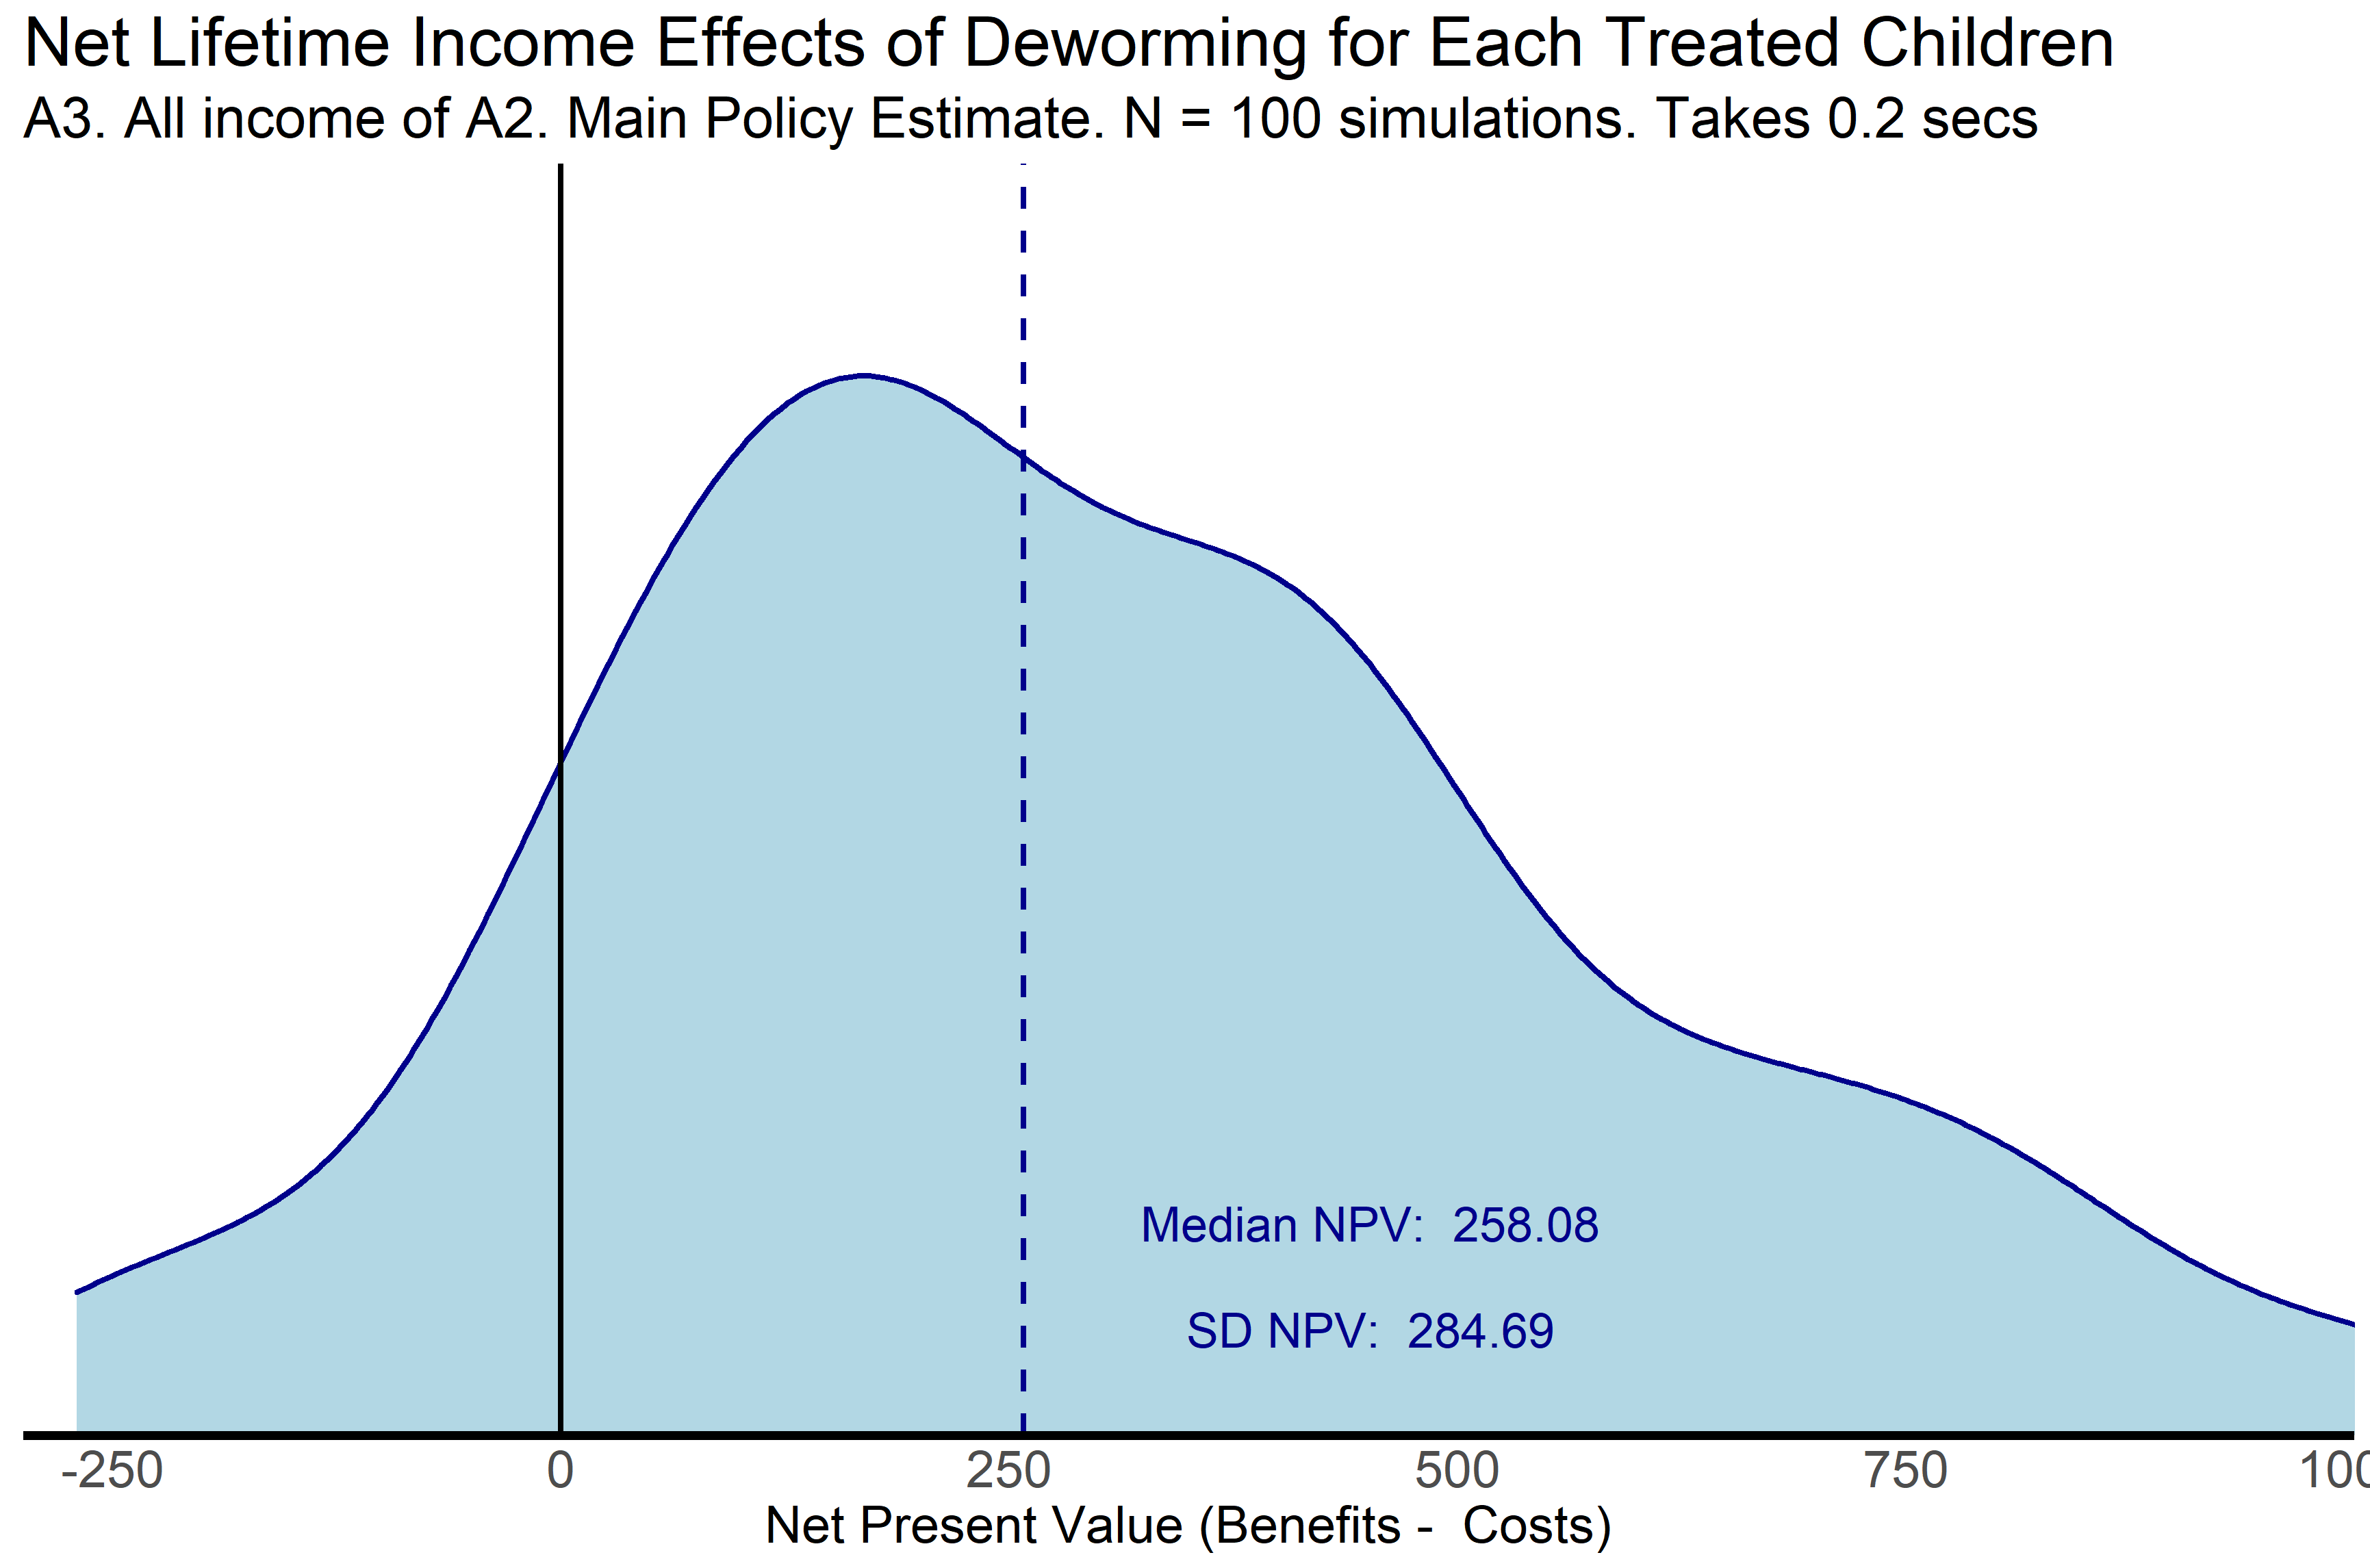 Net Lifetime Income Effects of Deworming for Each Treated Children
A3. All income of A2. Main Policy Estimate. N = 100 simulations. Takes 0.2 secs
Median NPV:  258.08
SD NPV:  284.69
-250 0 250 500 750 100
Net Present Value (Benefits -  Costs)